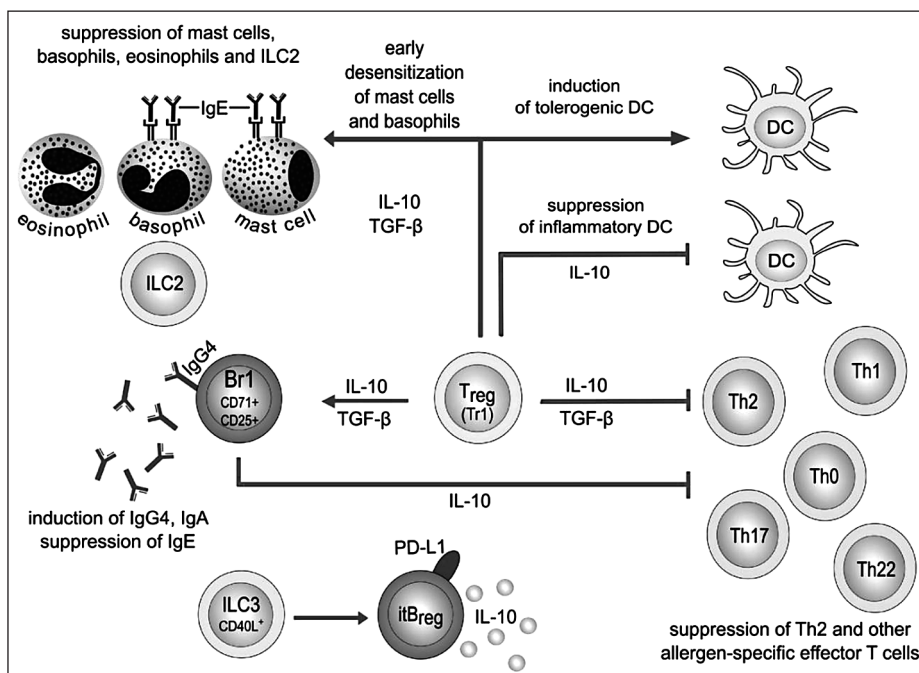 suppression of mast cells,
basophils, eosinophils and ILC2
IgE
eosinophil
basophil
mast cell
ILC2
early
desensitization
of mast cells
and basophils
IL-10
TGF-β
induction
of tolerogenic DC
DC
suppression
of inflammatory DC
IL-10
DC
IgG4
Br1
CD71+
CD25+
IL-10
TGF-β
Treg
(Tr1)
IL-10
TGF-β
Th2
Th1
Th0
Th17
Th22
IL-10
induction of IgG4, IgA
suppression of IgE
ILC3
CD40L+
PD-L1
itBreg
IL-10
suppression of Th2 and other
allergen-specific effector T cells